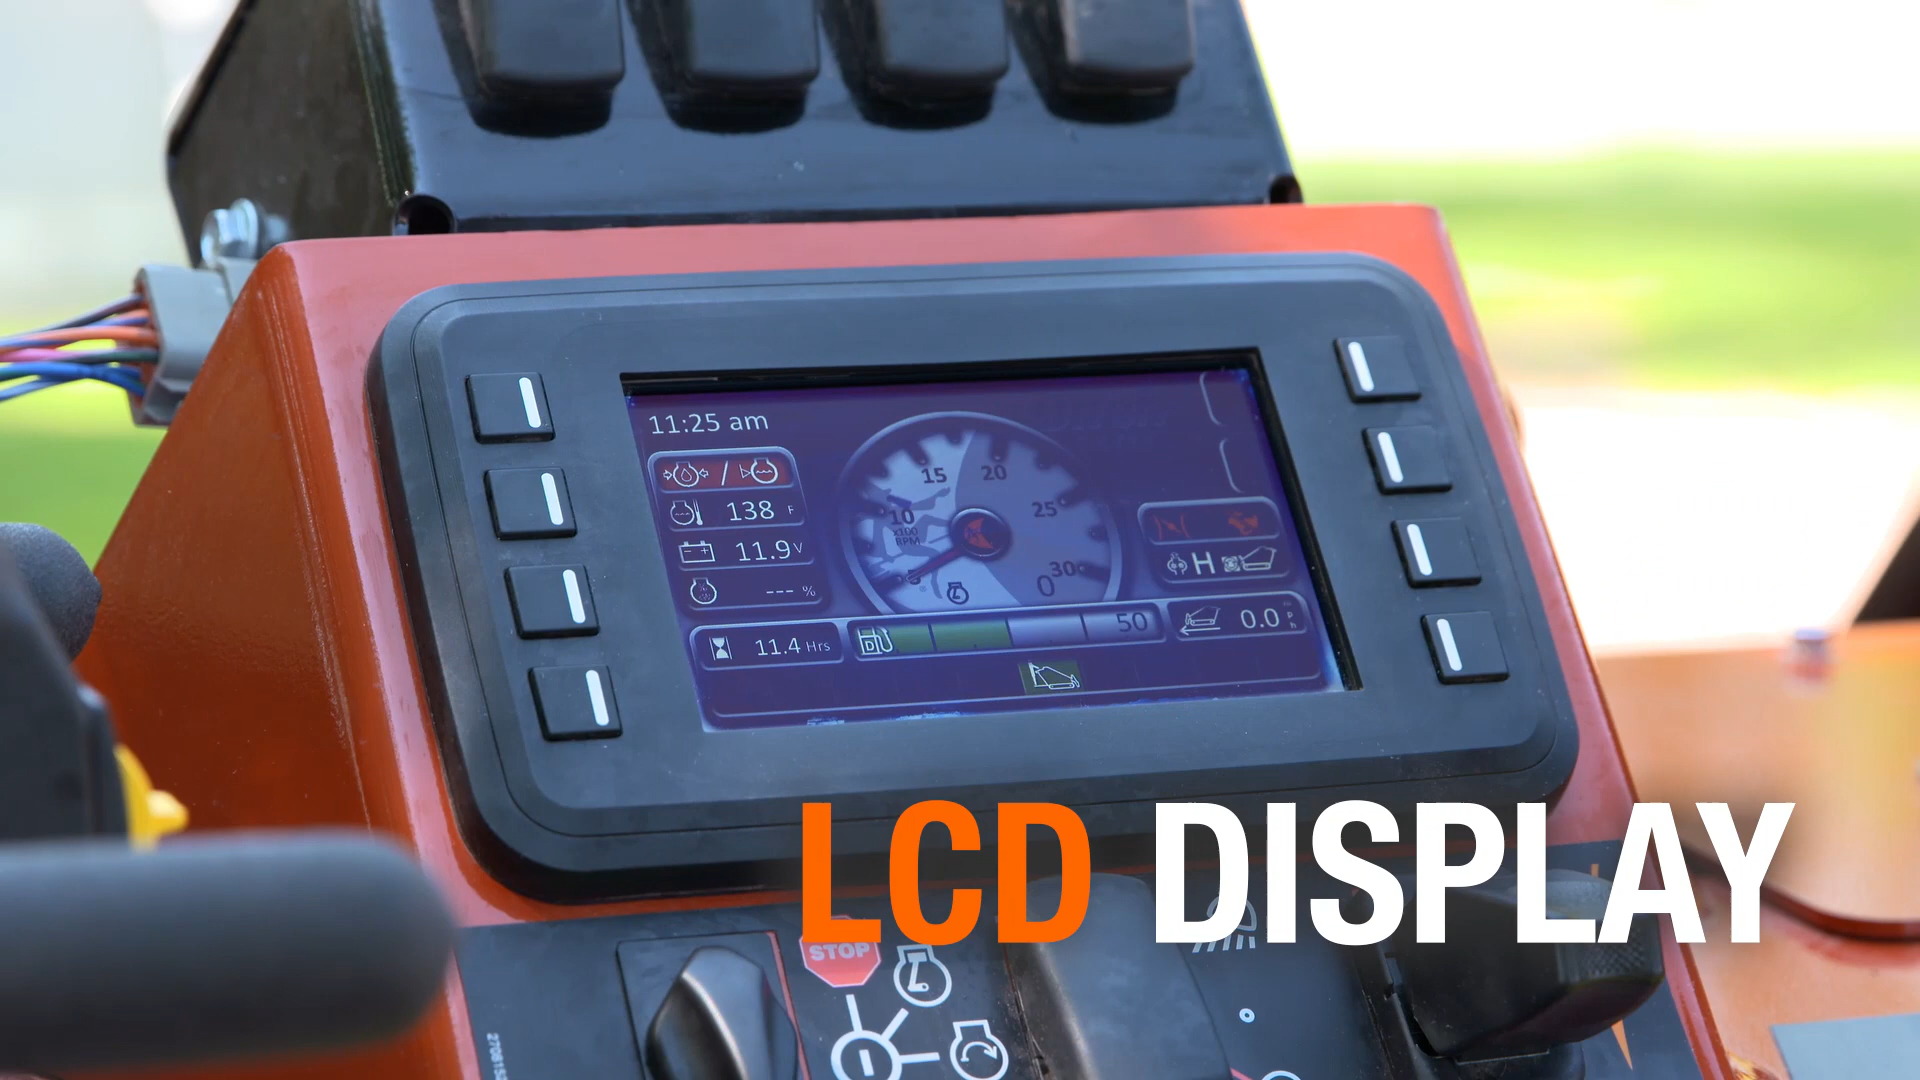 11:25 am
138 F
11.9 V
--- %
11.4 Hrs
5
10
15
20
25
30
x100
RPM
0
50
H
0.0
D
LCD DISPLAY
STOP